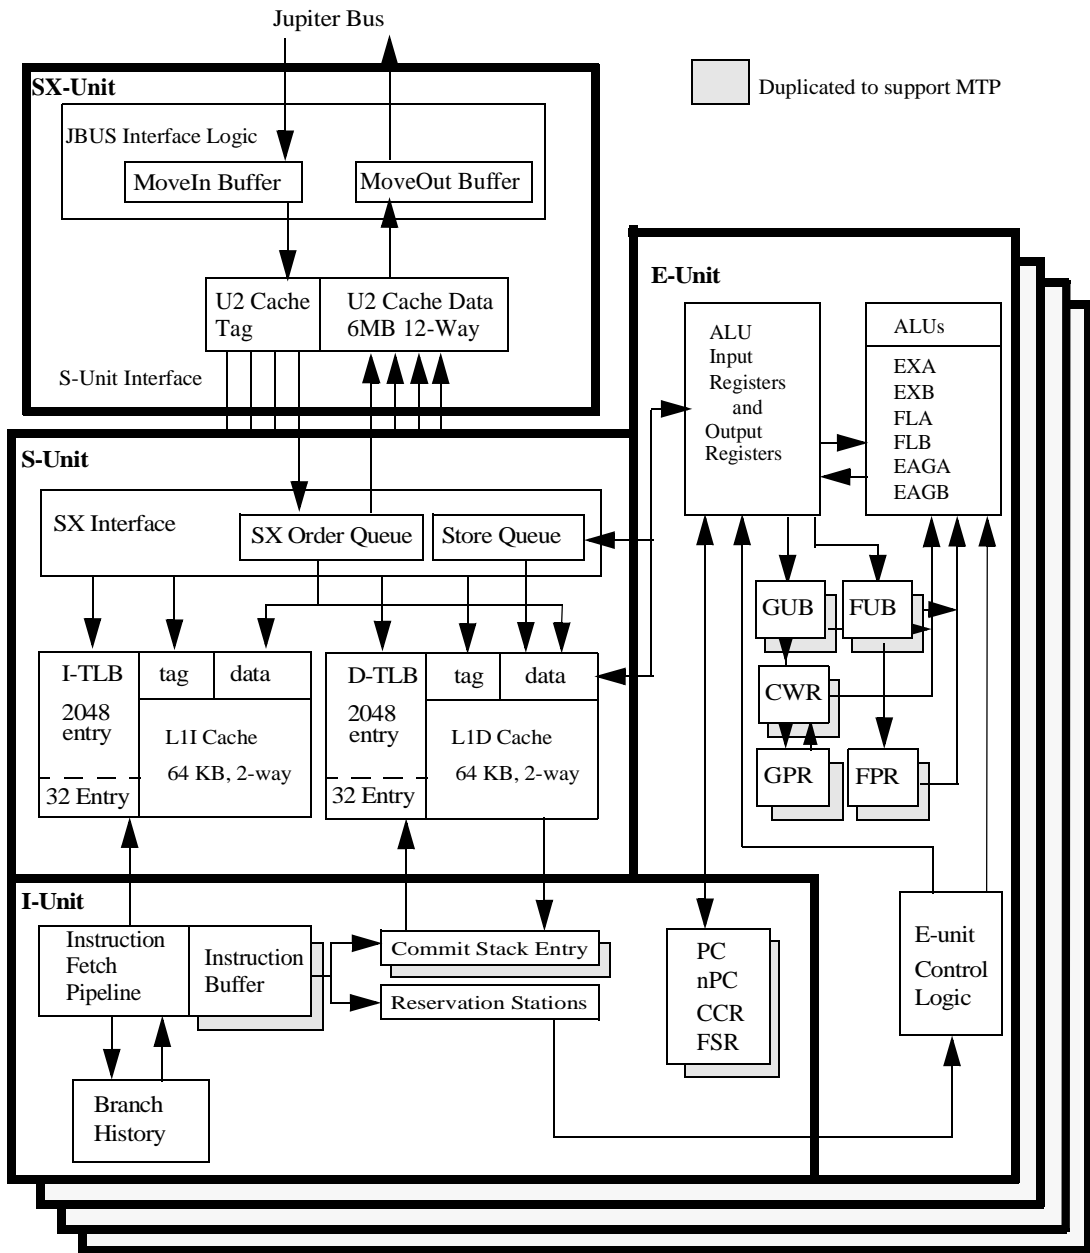 Jupiter Bus
SX-Unit
Duplicated to support MTP
JBUS Interface Logic
MoveIn Buffer
MoveOut Buffer
U2 Cache
Tag
U2 Cache Data
6MB 12-Way
S-Unit Interface
E-Unit
ALU
Input
Registers
and
Output
Registers
ALUs
EXA
EXB
FLA
FLB
EAGA
EAGB
S-Unit
SX Interface
SX Order Queue
Store Queue
GUB
FUB
CWR
GPR
FPR
I-TLB
2048
entry
32 Entry
tag
data
L1I Cache
64 KB, 2-way
D-TLB
2048
entry
32 Entry
tag
data
L1D Cache
64 KB, 2-way
I-Unit
Instruction
Fetch
Pipeline
Instruction
Buffer
Commit Stack Entry
Reservation Stations
Branch
History
PC
nPC
CCR
FSR
E-unit
Control
Logic